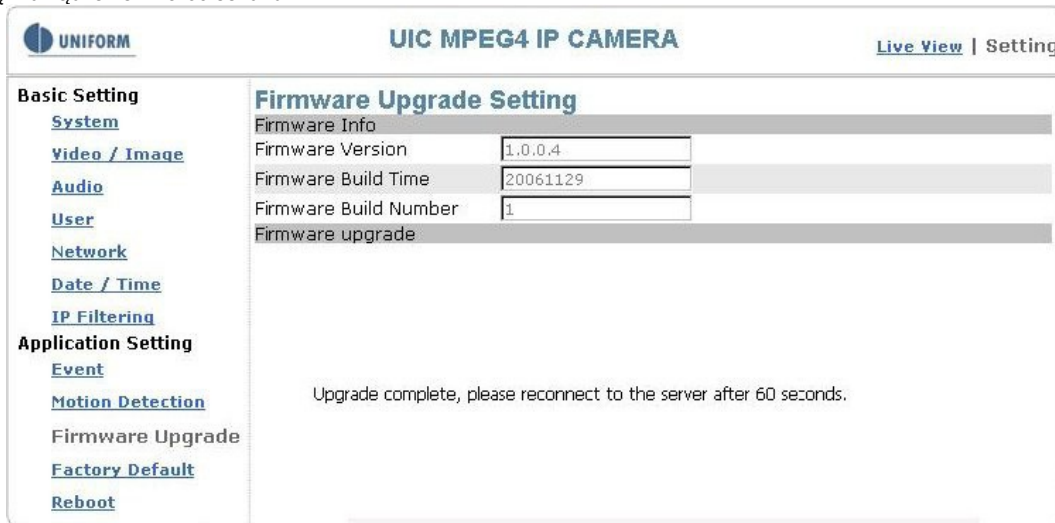 UNIFORM
UIC MPEG4 IP CAMERA
Live View | Setting
Basic Setting
System
Video / Image
Audio
User
Network
Date / Time
IP Filtering
Application Setting
Event
Motion Detection
Firmware Upgrade
Factory Default
Reboot
Firmware Upgrade Setting
Firmware Info
Firmware Version 1.0.0.4
Firmware Build Time 20061129
Firmware Build Number 1
Firmware upgrade
Upgrade complete, please reconnect to the server after 60 seconds.